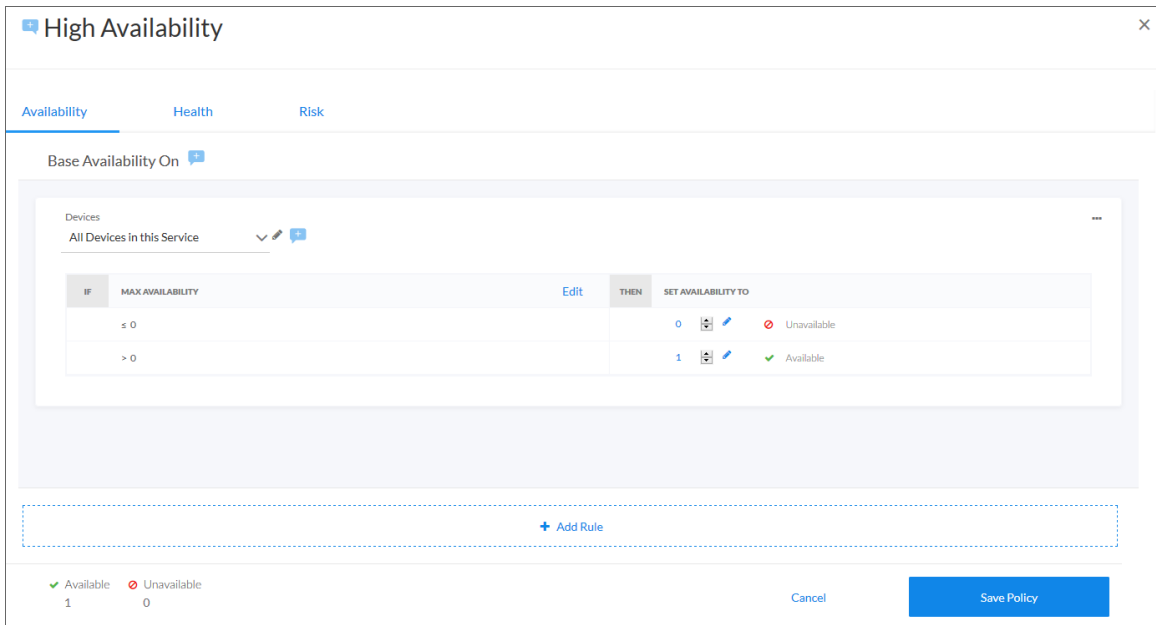 High Availability
Availability Health Risk
Base Availability On
Devices
All Devices in this Service
IF MAX AVAILABILITY Edit THEN SET AVAILABILITY TO
≤ 0 0 Unavailable
> 0 1 Available
+ Add Rule
Available Unavailable
1 0
Cancel Save Policy